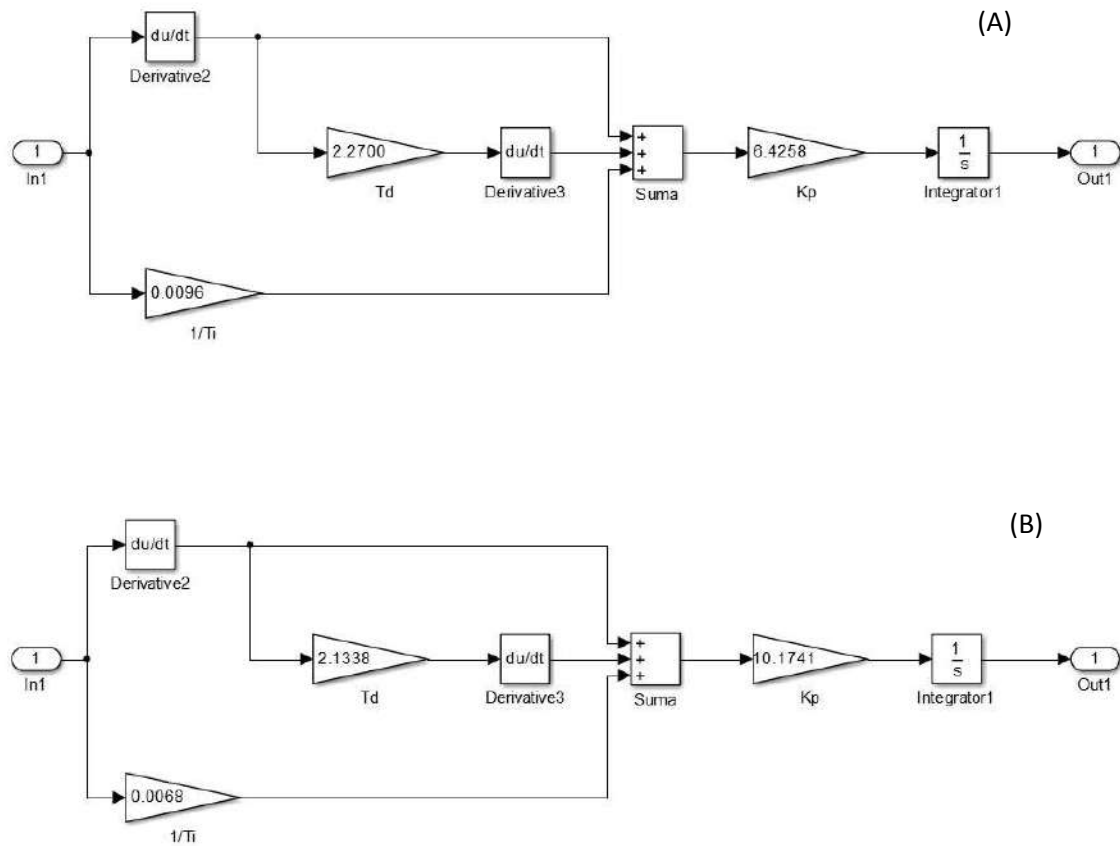 (A)
du/dt
Derivative2
1
In1
2.2700
Td
du/dt
Derivative3
+
+
+
Suma
6.4258
Kp
1
s
Integrator1
1
Out1
0.0096
1/Ti
(B)
du/dt
Derivative2
1
In1
2.1338
Td
du/dt
Derivative3
+
+
+
Suma
10.1741
Kp
1
s
Integrator1
1
Out1
0.0068
1/Ti